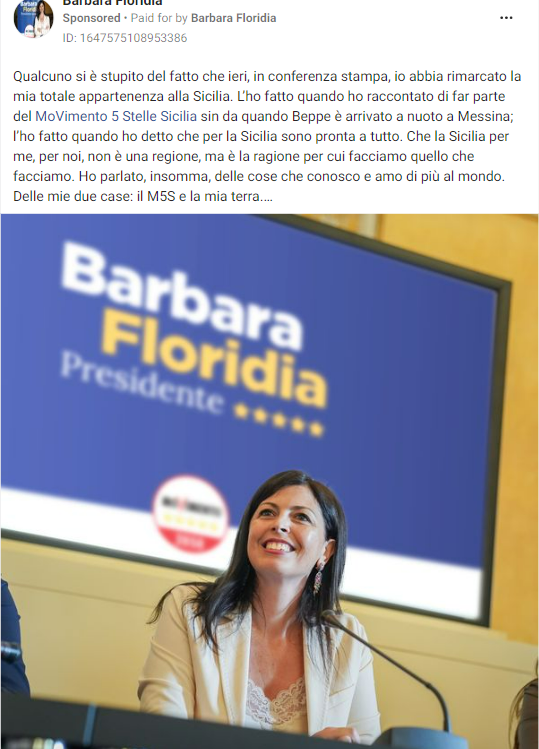 Barbara Floridia
Sponsored • Paid for by Barbara Floridia
ID: 1647575108953386
Qualcuno si è stupito del fatto che ieri, in conferenza stampa, io abbia rimarcato la
mia totale appartenenza alla Sicilia. L'ho fatto quando ho raccontato di far parte
del MoVimento 5 Stelle Sicilia sin da quando Beppe è arrivato a nuoto a Messina;
l'ho fatto quando ho detto che per la Sicilia sono pronta a tutto. Che la Sicilia per
me, per noi, non è una regione, ma è la ragione per cui facciamo quello che
facciamo. Ho parlato, insomma, delle cose che conosco e amo di più al mondo.
Delle mie due case: il M5S e la mia terra....
Barbara
Floridia
Presidente